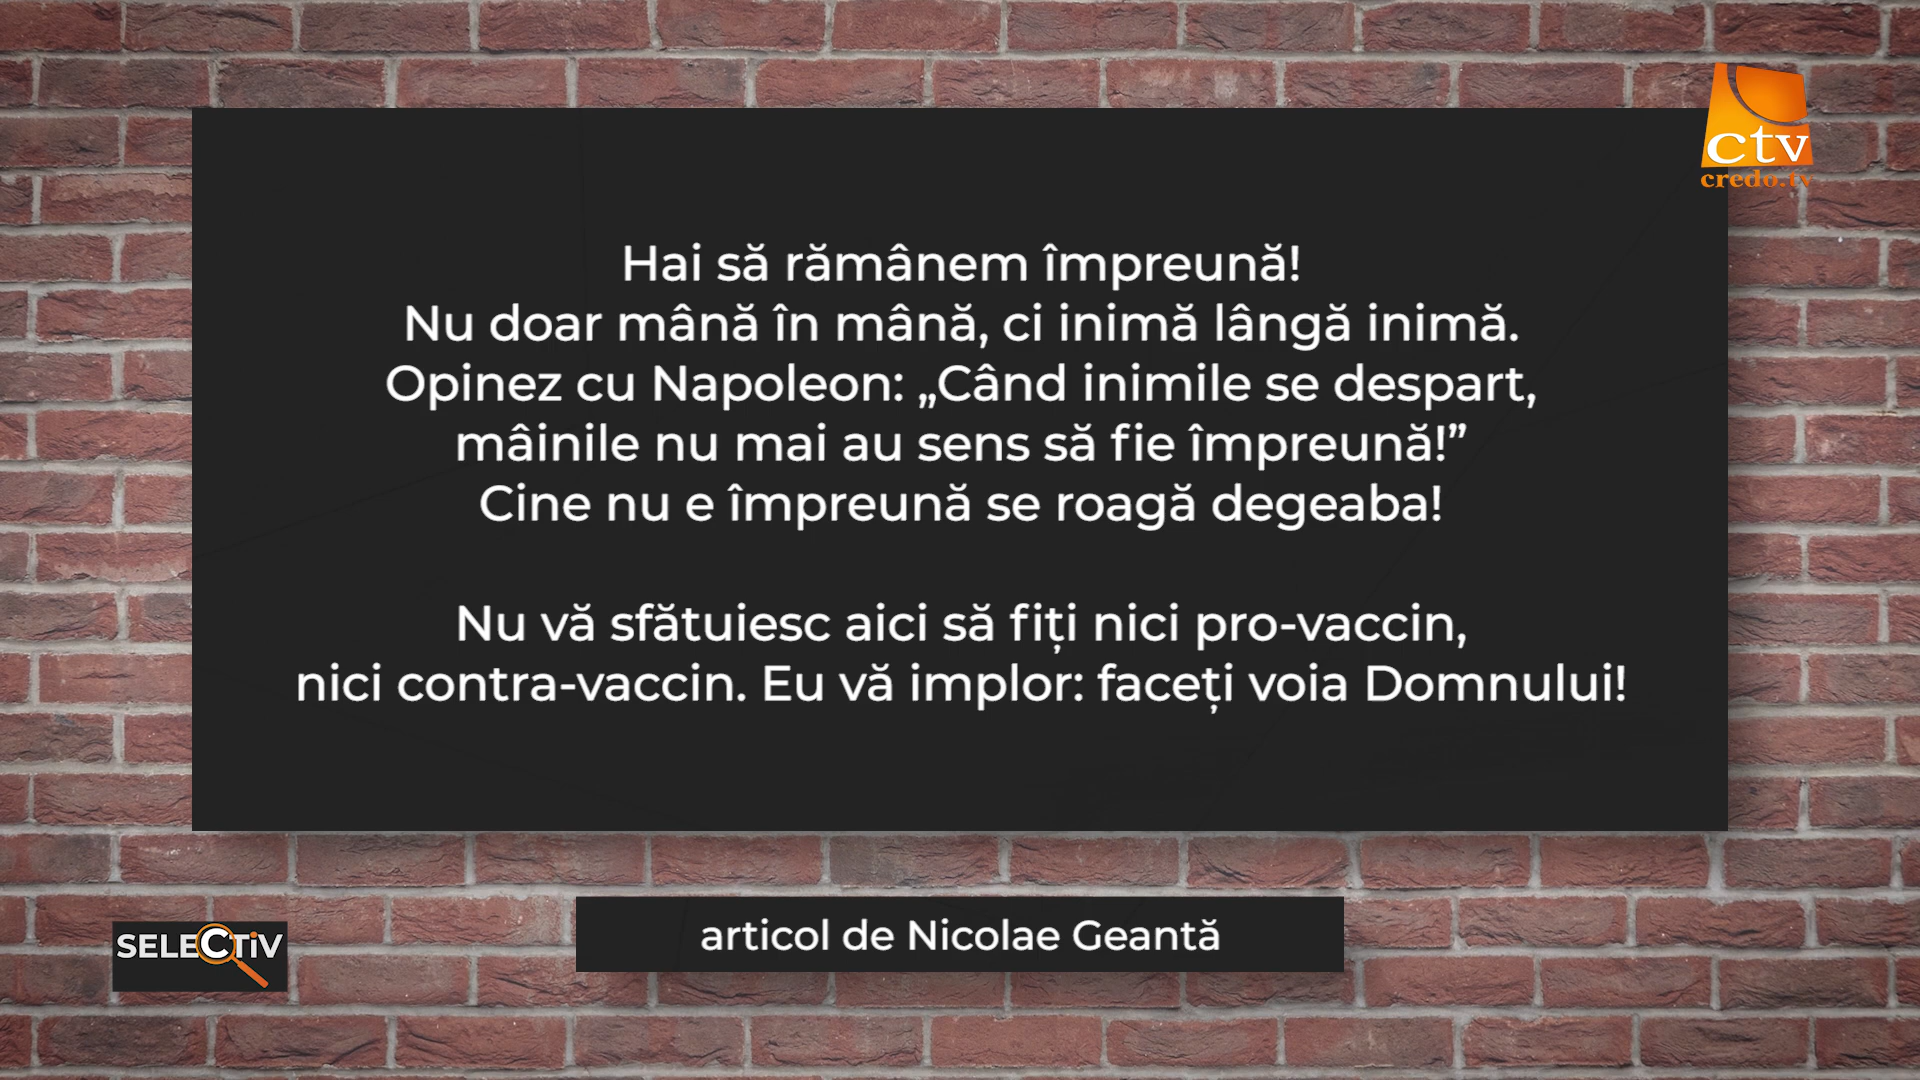 ctv
credo.tv
Hai să rămânem împreună!
Nu doar mână în mână, ci inimă lângă inimă.
Opinez cu Napoleon: „Când inimile se despart,
mâinile nu mai au sens să fie împreună!”
Cine nu e împreună se roagă degeaba!
Nu vă sfătuiesc aici să fiți nici pro-vaccin,
nici contra-vaccin. Eu vă implor: faceți voia Domnului!
articol de Nicolae Geantă
SELECTiV